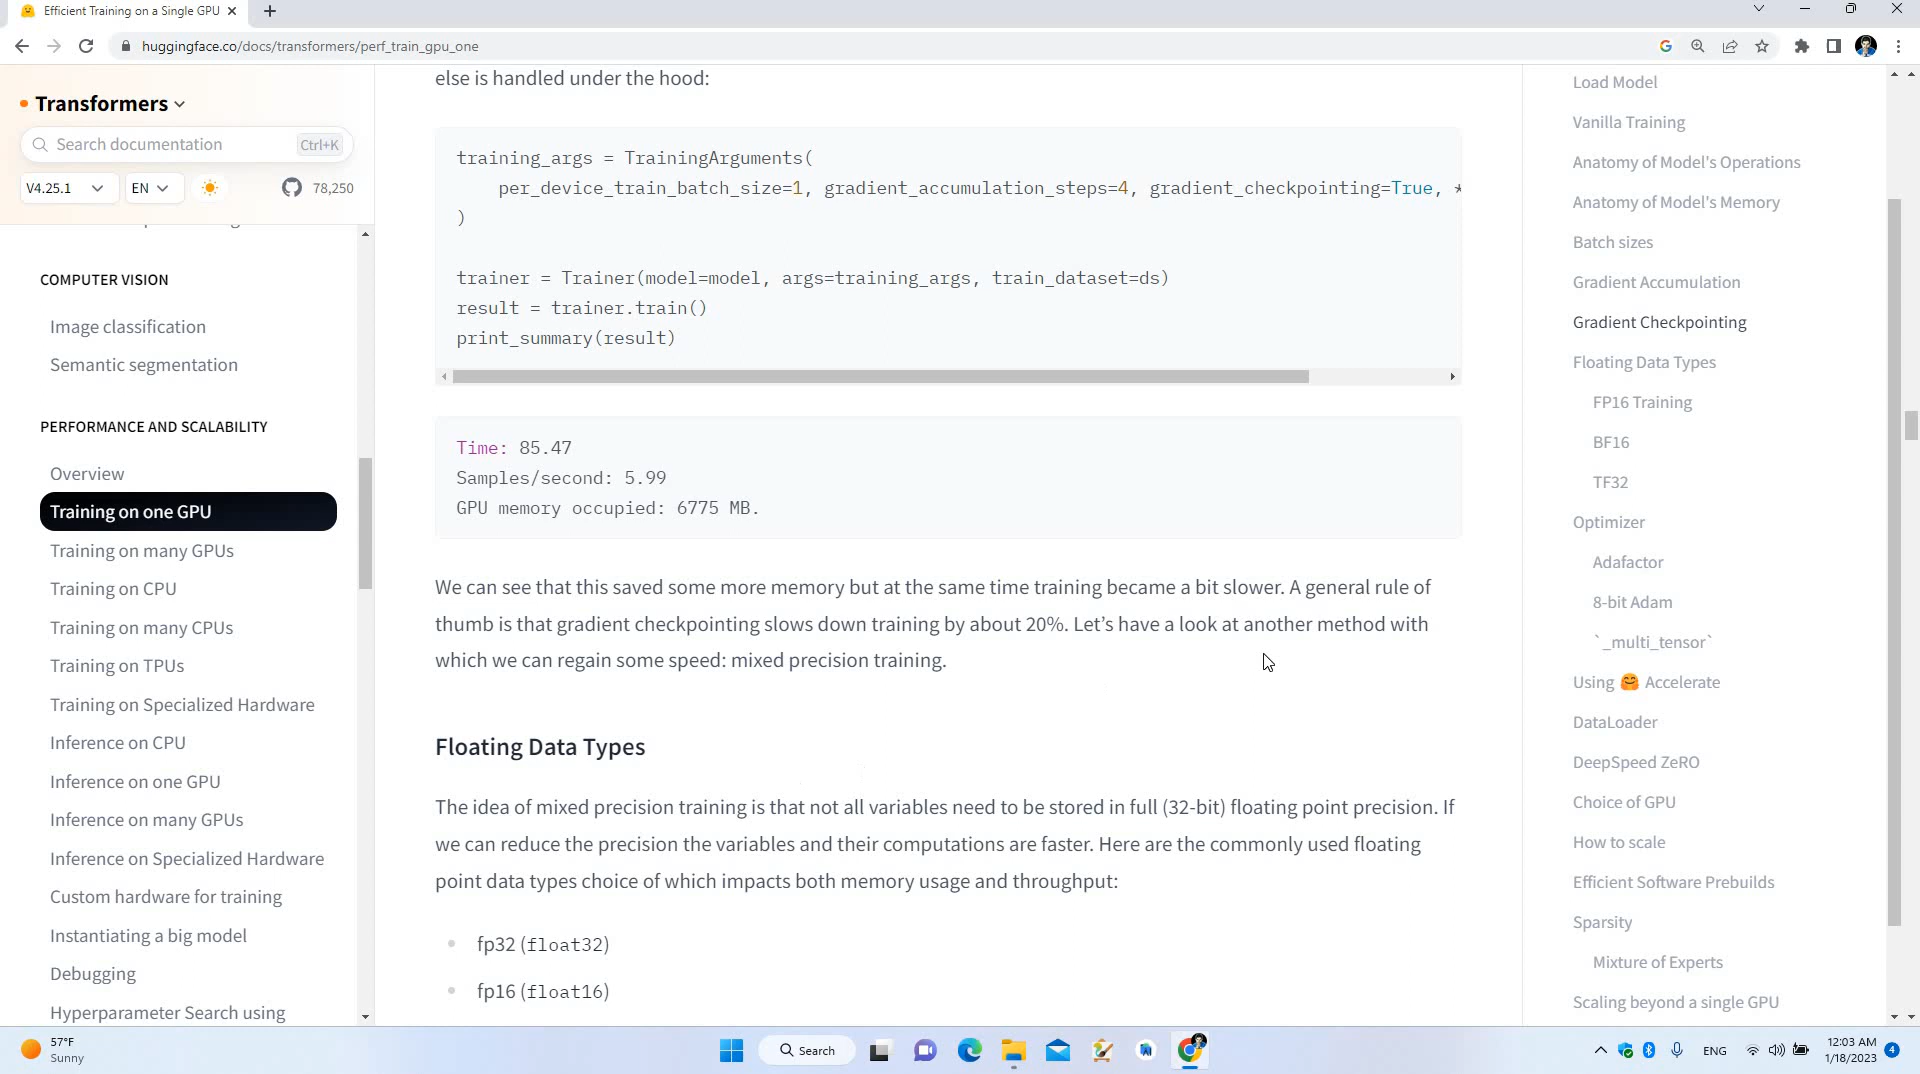 Efficient Training on a Single GPU
huggingface.co/docs/transformers/perf_train_gpu_one
Transformers
Search documentation Ctrl+K
V4.25.1 EN 78,250
COMPUTER VISION
Image classification
Semantic segmentation
PERFORMANCE AND SCALABILITY
Overview
Training on one GPU
Training on many GPUs
Training on CPU
Training on many CPUs
Training on TPUs
Training on Specialized Hardware
Inference on CPU
Inference on one GPU
Inference on many GPUs
Inference on Specialized Hardware
Custom hardware for training
Instantiating a big model
Debugging
Hyperparameter Search using
else is handled under the hood:
training_args = TrainingArguments(
    per_device_train_batch_size=1, gradient_accumulation_steps=4, gradient_checkpointing=True, *
)
trainer = Trainer(model=model, args=training_args, train_dataset=ds)
result = trainer.train()
print_summary(result)
Time: 85.47
Samples/second: 5.99
GPU memory occupied: 6775 MB.
We can see that this saved some more memory but at the same time training became a bit slower. A general rule of
thumb is that gradient checkpointing slows down training by about 20%. Let's have a look at another method with
which we can regain some speed: mixed precision training.
Floating Data Types
The idea of mixed precision training is that not all variables need to be stored in full (32-bit) floating point precision. If
we can reduce the precision the variables and their computations are faster. Here are the commonly used floating
point data types choice of which impacts both memory usage and throughput:
fp32 (float32)
fp16 (float16)
Load Model
Vanilla Training
Anatomy of Model's Operations
Anatomy of Model's Memory
Batch sizes
Gradient Accumulation
Gradient Checkpointing
Floating Data Types
FP16 Training
BF16
TF32
Optimizer
Adafactor
8-bit Adam
`_multi_tensor`
Using 🤗 Accelerate
DataLoader
DeepSpeed ZeRO
Choice of GPU
How to scale
Efficient Software Prebuilds
Sparsity
Mixture of Experts
Scaling beyond a single GPU
57°F
Sunny
Search
ENG
12:03 AM
1/18/2023
4